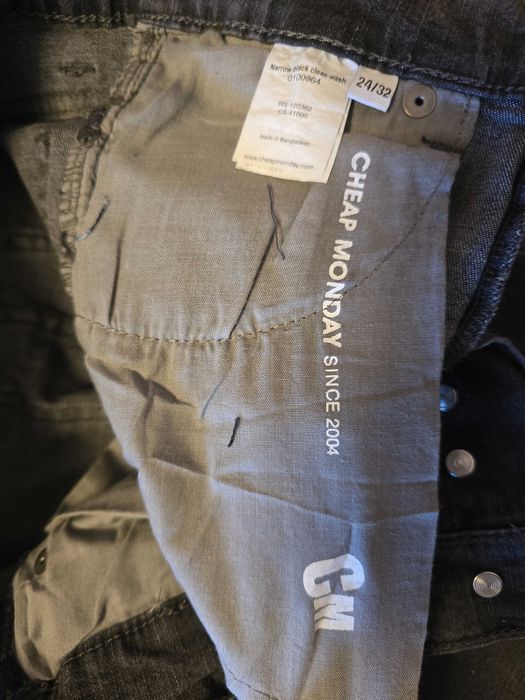 Narrow black clean wash
0100964
24/32
RN-120362
CA-41000
Made in Bangladesh
www.cheapmonday.com
CHEAP MONDAY SINCE 2004
CM